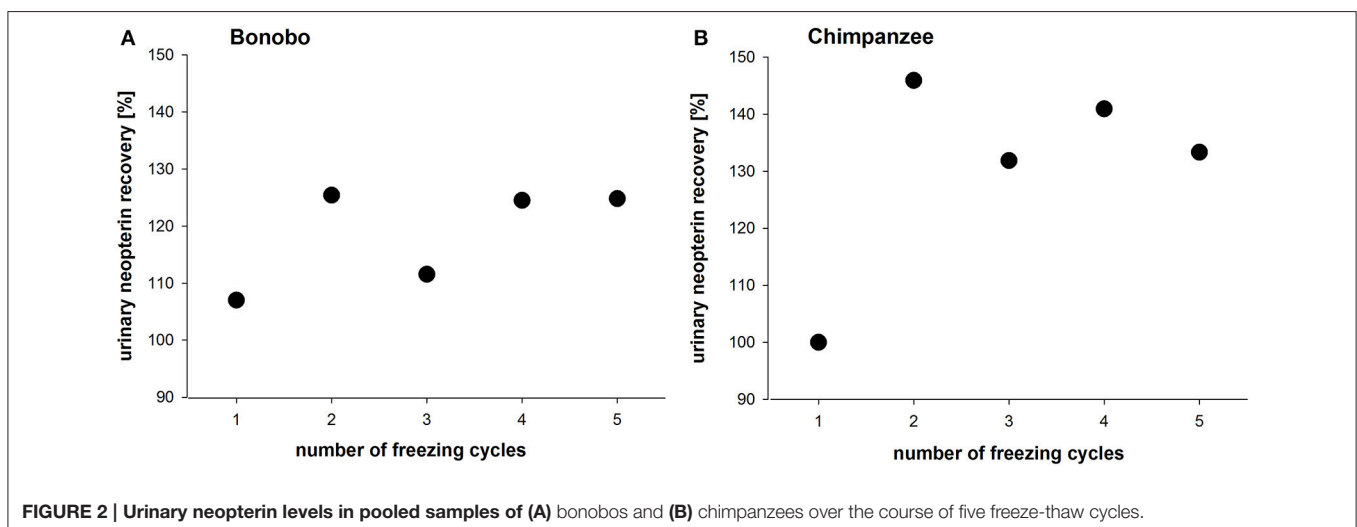 A Bonobo
150
140
130
120
110
100
90
urinary neopterin recovery [%]
1 2 3 4 5
number of freezing cycles
B Chimpanzee
150
140
130
120
110
100
90
urinary neopterin recovery [%]
1 2 3 4 5
number of freezing cycles
FIGURE 2 | Urinary neopterin levels in pooled samples of (A) bonobos and (B) chimpanzees over the course of five freeze-thaw cycles.